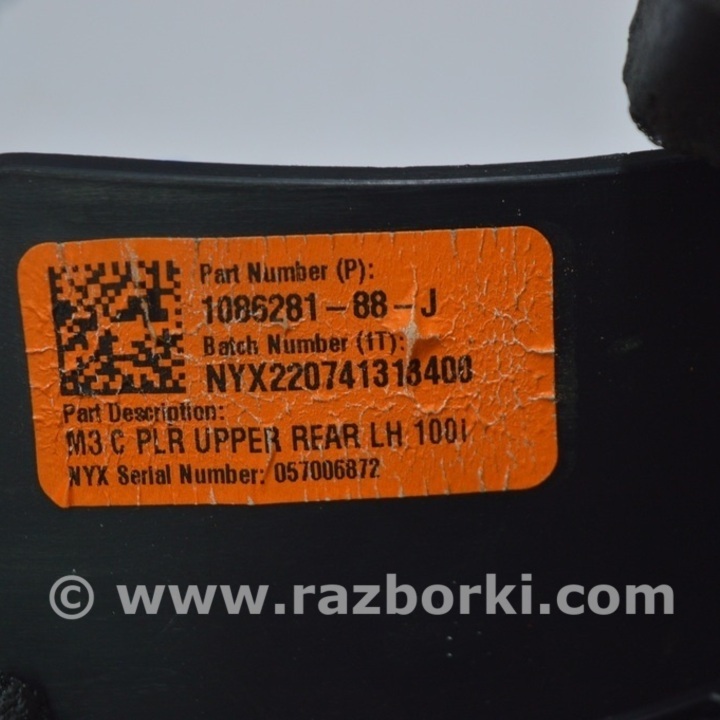 Part Number (P):
1086281-88-J
Batch Number (1T):
NYX220741313400
Part Description:
M3 C PLR UPPER REAR LH 100I
NYX Serial Number: 057006872
© www.razborki.com